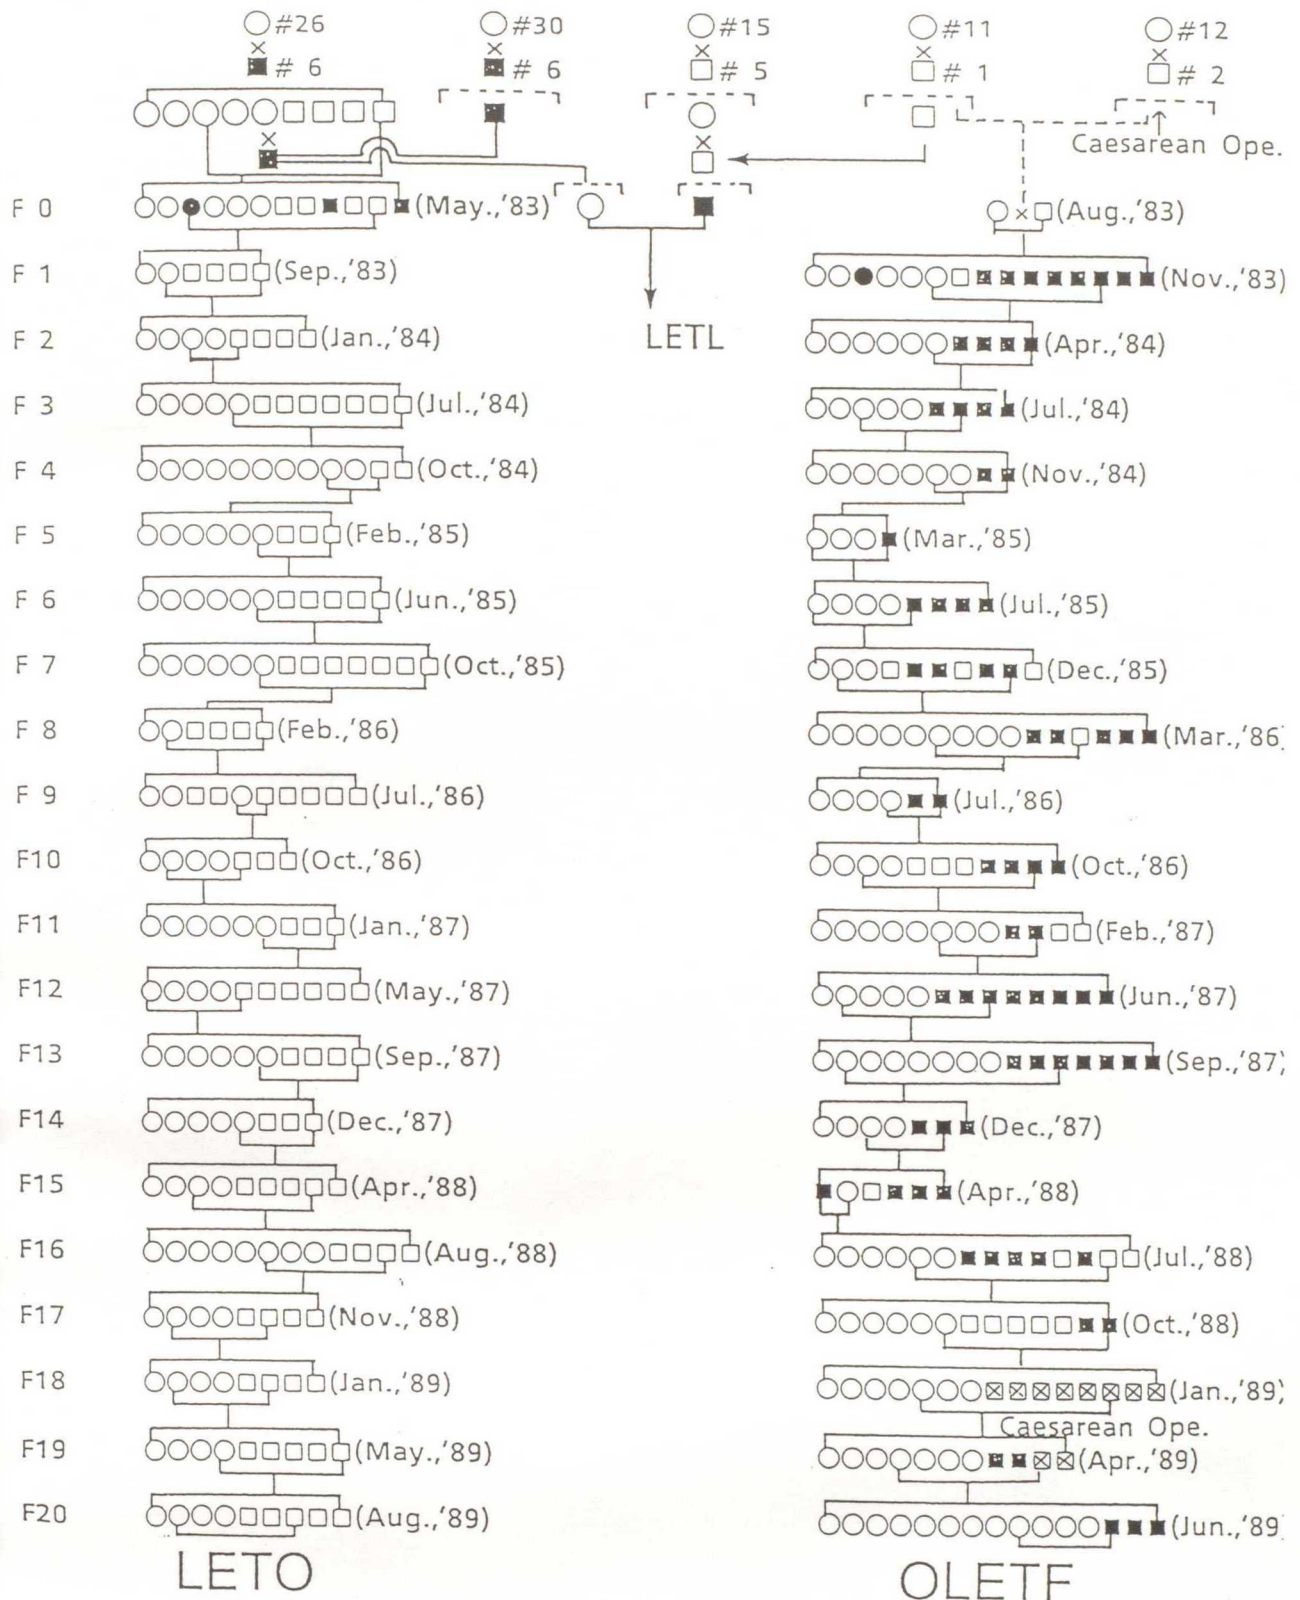 #26 #30 #15 #11 #12
× × × × ×
# 6 # 6 # 5 # 1 # 2
× × Caesarean Ope.
F 0 (May.,'83) × (Aug.,'83)
F 1 (Sep.,'83) (Nov.,'83)
F 2 (Jan.,'84) LETL (Apr.,'84)
F 3 (Jul.,'84) (Jul.,'84)
F 4 (Oct.,'84) (Nov.,'84)
F 5 (Feb.,'85) (Mar.,'85)
F 6 (Jun.,'85) (Jul.,'85)
F 7 (Oct.,'85) (Dec.,'85)
F 8 (Feb.,'86) (Mar.,'86)
F 9 (Jul.,'86) (Jul.,'86)
F10 (Oct.,'86) (Oct.,'86)
F11 (Jan.,'87) (Feb.,'87)
F12 (May.,'87) (Jun.,'87)
F13 (Sep.,'87) (Sep.,'87)
F14 (Dec.,'87) (Dec.,'87)
F15 (Apr.,'88) (Apr.,'88)
F16 (Aug.,'88) (Jul.,'88)
F17 (Nov.,'88) (Oct.,'88)
F18 (Jan.,'89) (Jan.,'89)
Caesarean Ope.
F19 (May.,'89) (Apr.,'89)
F20 (Aug.,'89) (Jun.,'89
LETO OLETF